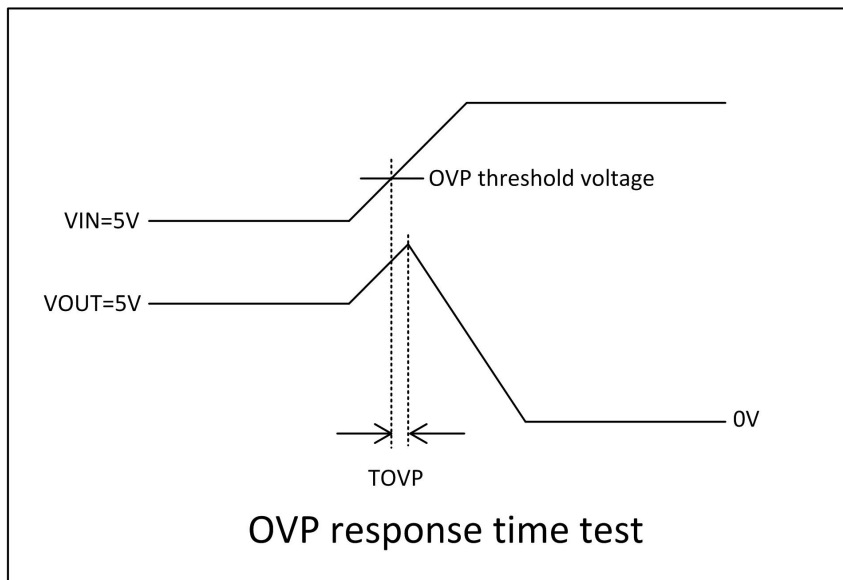 OVP threshold voltage
VIN=5V
VOUT=5V
0V
TOVP
OVP response time test